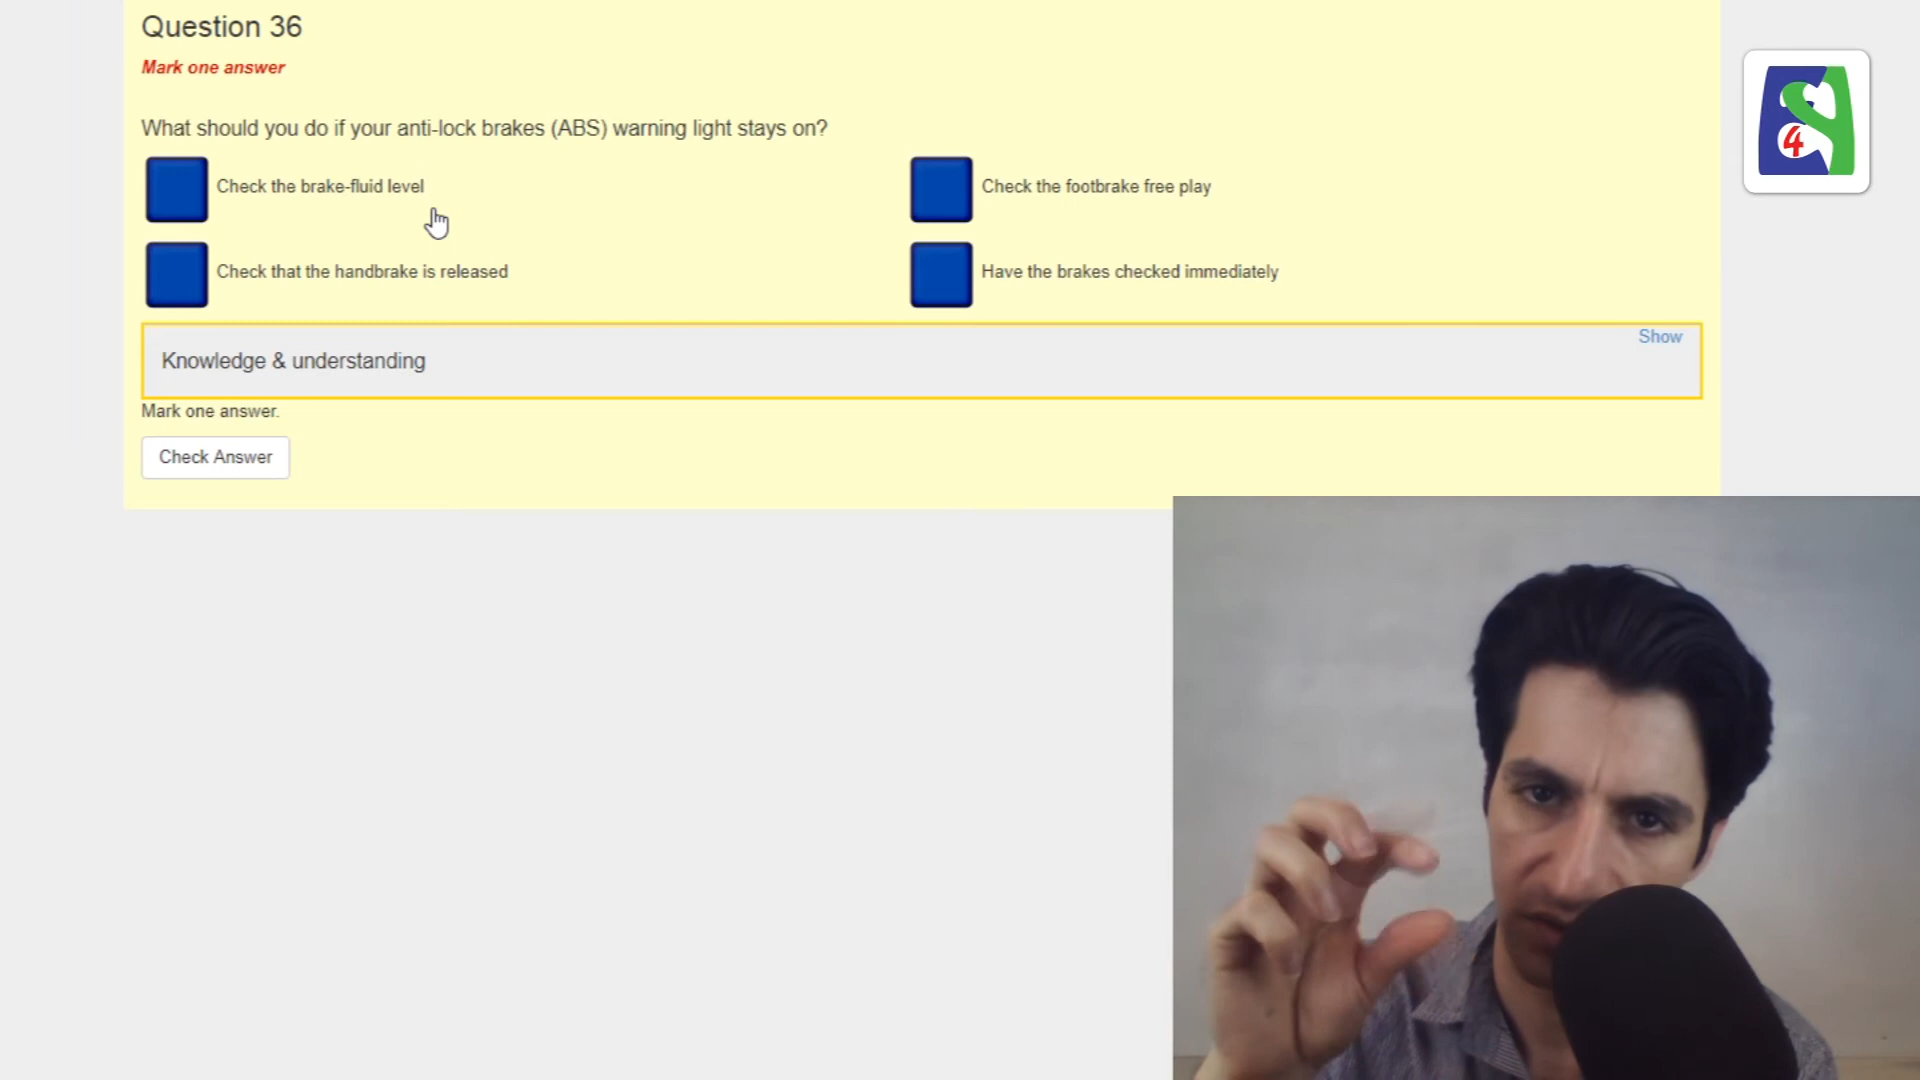 Question 36
Mark one answer
What should you do if your anti-lock brakes (ABS) warning light stays on?
Check the brake-fluid level
Check the footbrake free play
Check that the handbrake is released
Have the brakes checked immediately
Show
Knowledge & understanding
Mark one answer.
Check Answer
4